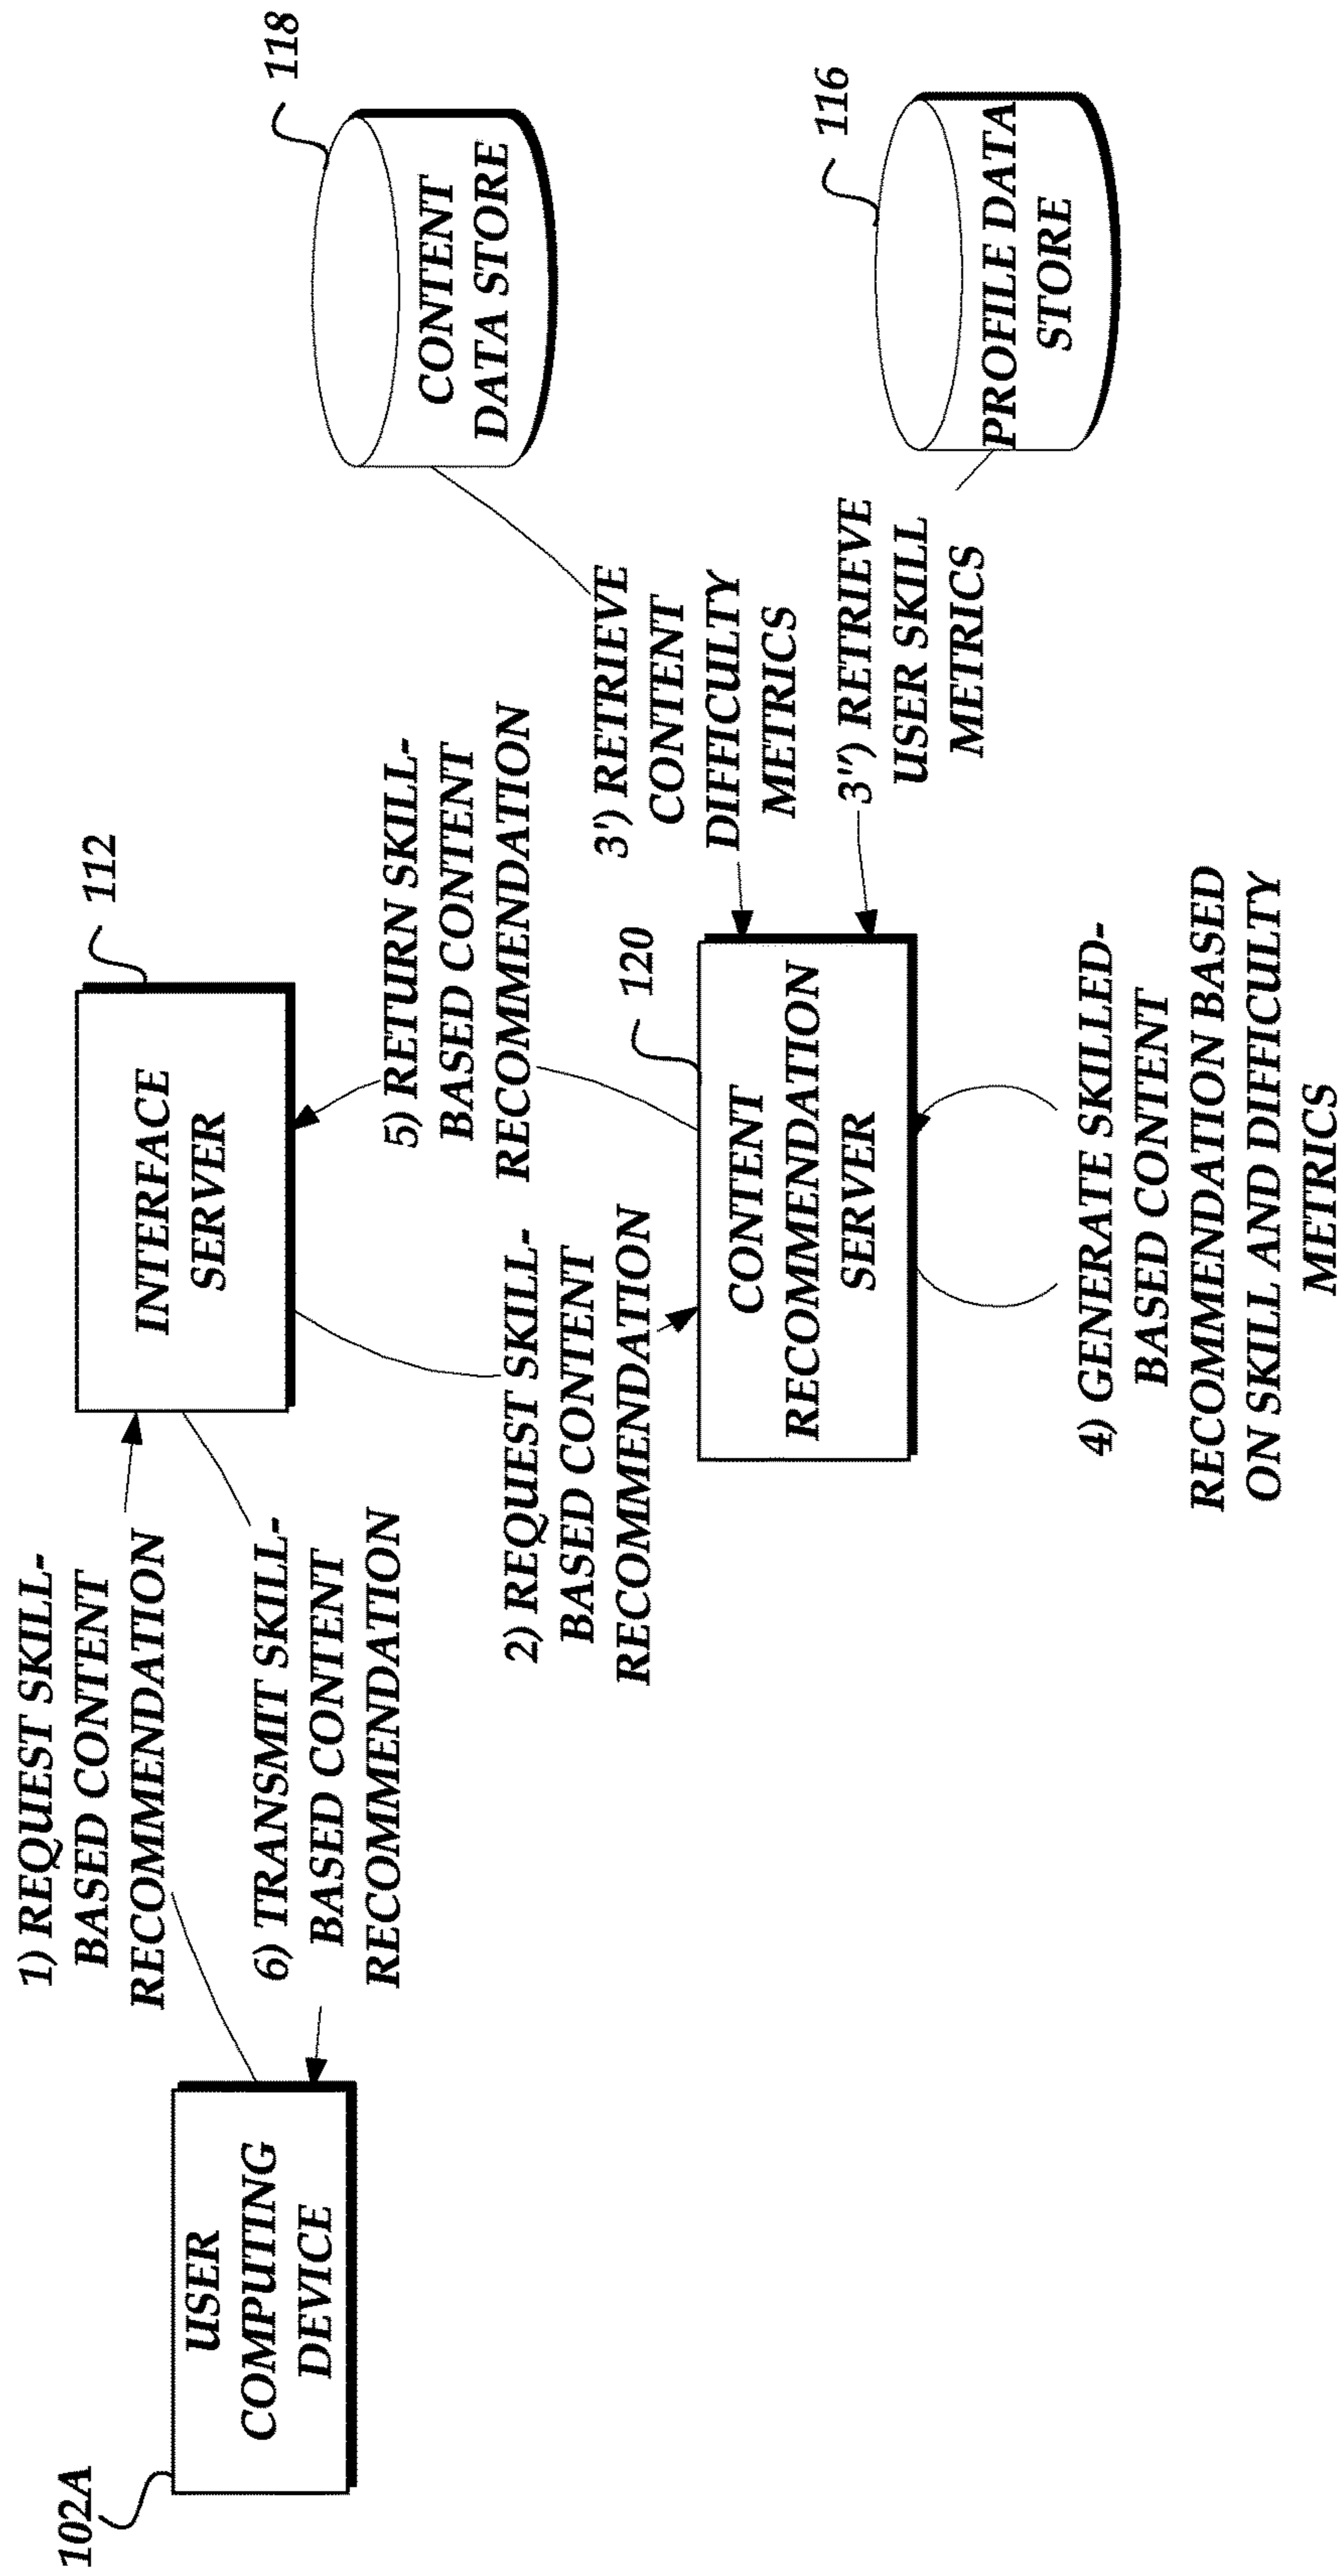 102A
USER
COMPUTING
DEVICE
1) REQUEST SKILL-
BASED CONTENT
RECOMMENDATION
6) TRANSMIT SKILL-
BASED CONTENT
RECOMMENDATION
112
INTERFACE
SERVER
2) REQUEST SKILL-
BASED CONTENT
RECOMMENDATION
5) RETURN SKILL-
BASED CONTENT
RECOMMENDATION
120
CONTENT
RECOMMENDATION
SERVER
3') RETRIEVE
CONTENT
DIFFICULTY
METRICS
3") RETRIEVE
USER SKILL
METRICS
118
CONTENT
DATA STORE
116
PROFILE DATA
STORE
4) GENERATE SKILLED-
BASED CONTENT
RECOMMENDATION BASED
ON SKILL AND DIFFICULTY
METRICS